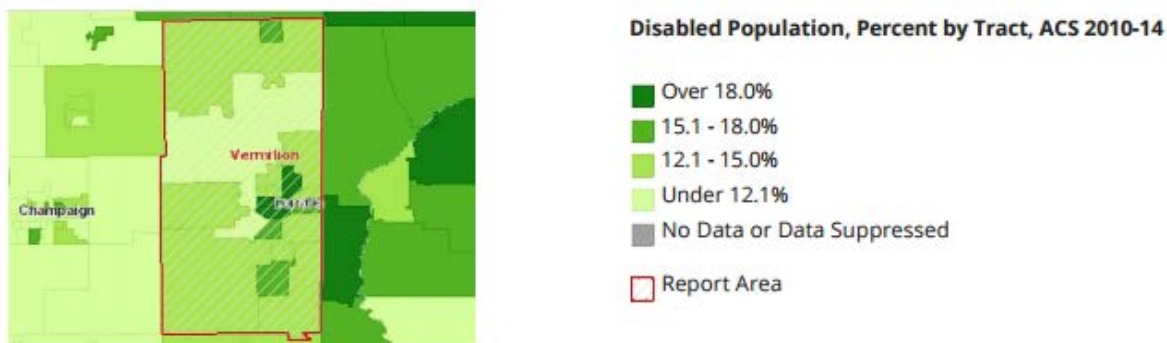 Disabled Population, Percent by Tract, ACS 2010-14
Over 18.0%
15.1 - 18.0%
12.1 - 15.0%
Under 12.1%
No Data or Data Suppressed
Report Area
Vermilion
Champaign